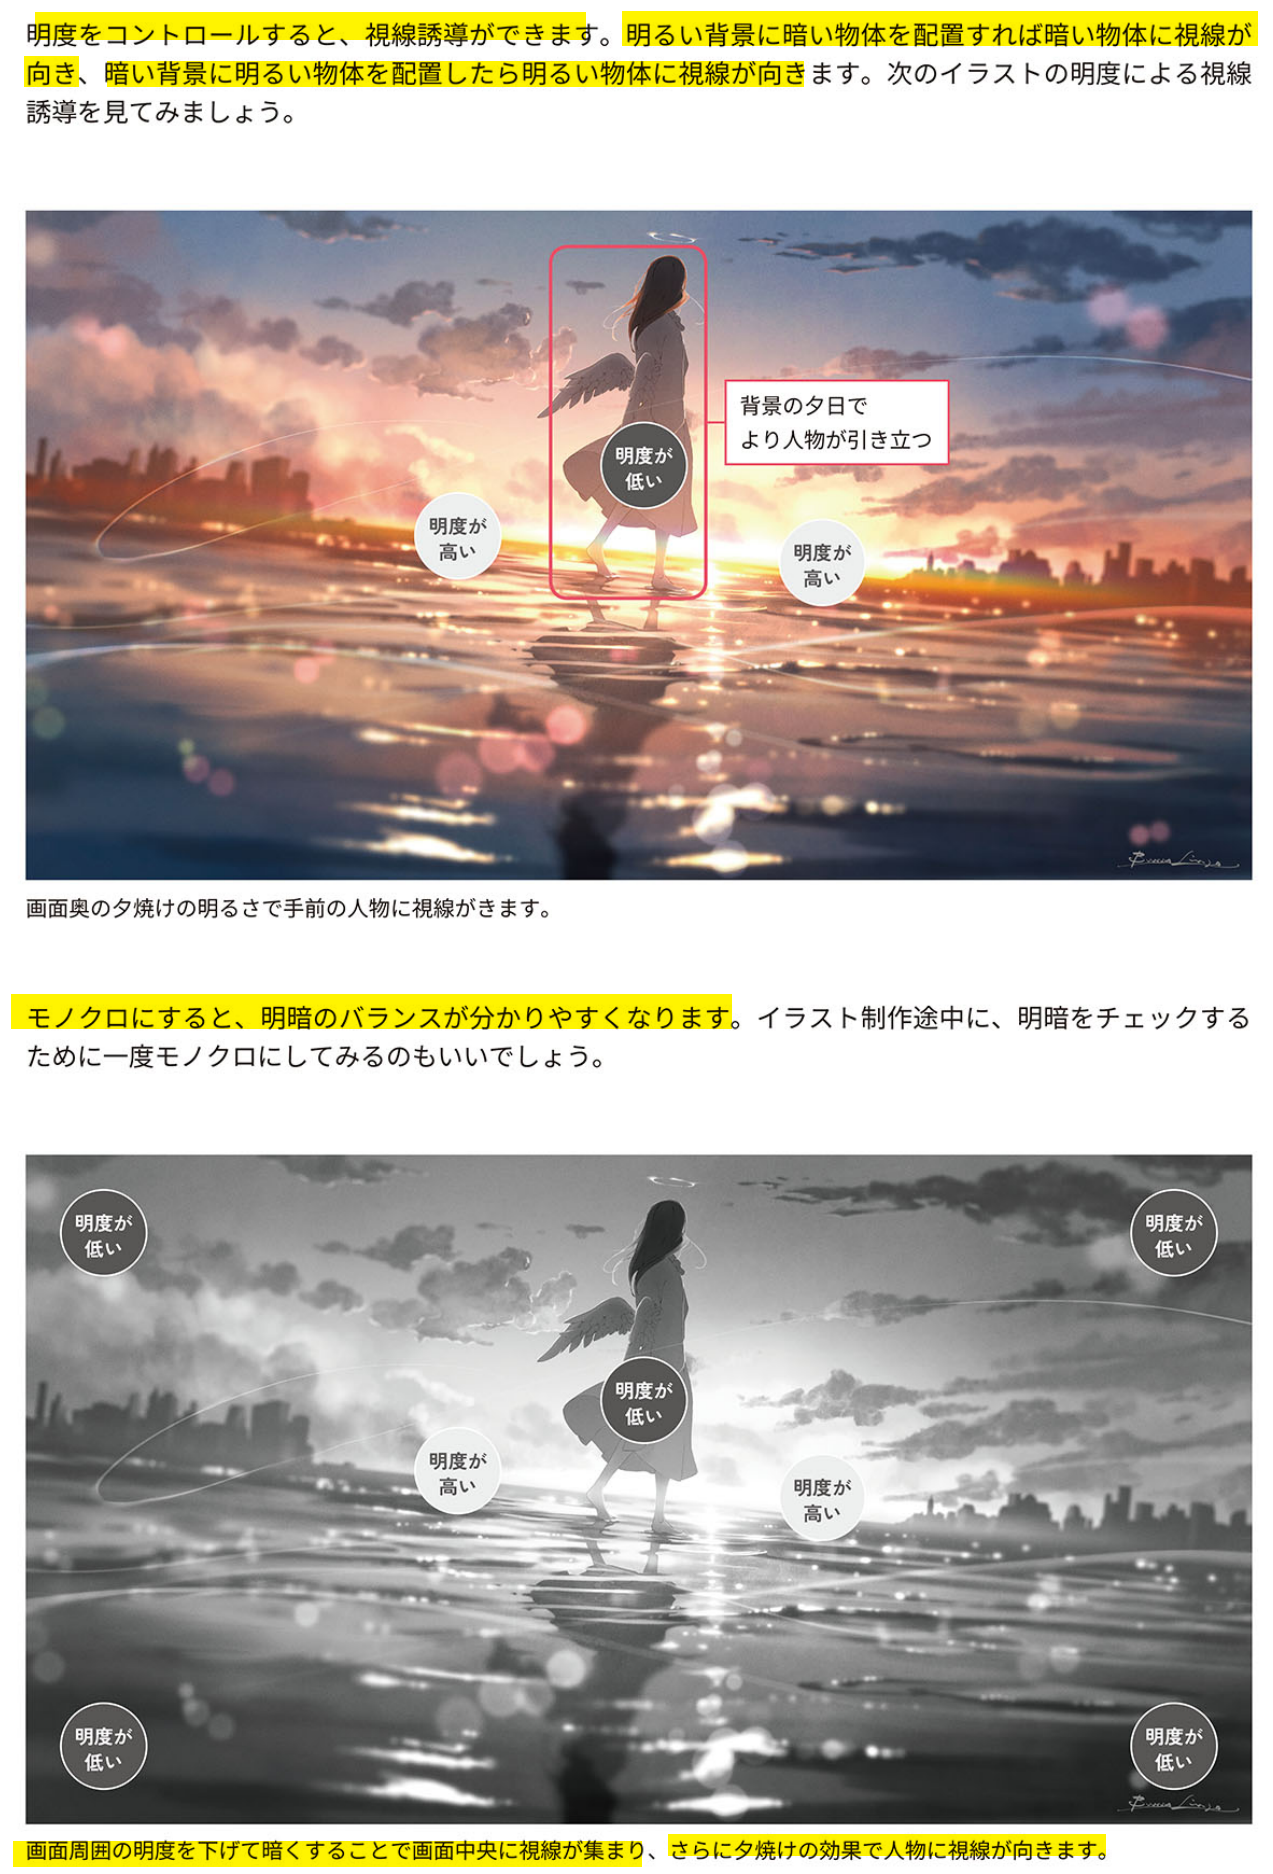 明度をコントロールすると、視線誘導ができます。明るい背景に暗い物体を配置すれば暗い物体に視線が
向き、暗い背景に明るい物体を配置したら明るい物体に視線が向きます。次のイラストの明度による視線
誘導を見てみましょう。
背景の夕日で
より人物が引き立つ
明度が
低い
明度が
高い
明度が
高い
画面奥の夕焼けの明るさで手前の人物に視線がきます。
モノクロにすると、明暗のバランスが分かりやすくなります。イラスト制作途中に、明暗をチェックする
ために一度モノクロにしてみるのもいいでしょう。
明度が
低い
明度が
低い
明度が
低い
明度が
高い
明度が
高い
明度が
低い
明度が
低い
画面周囲の明度を下げて暗くすることで画面中央に視線が集まり、さらに夕焼けの効果で人物に視線が向きます。